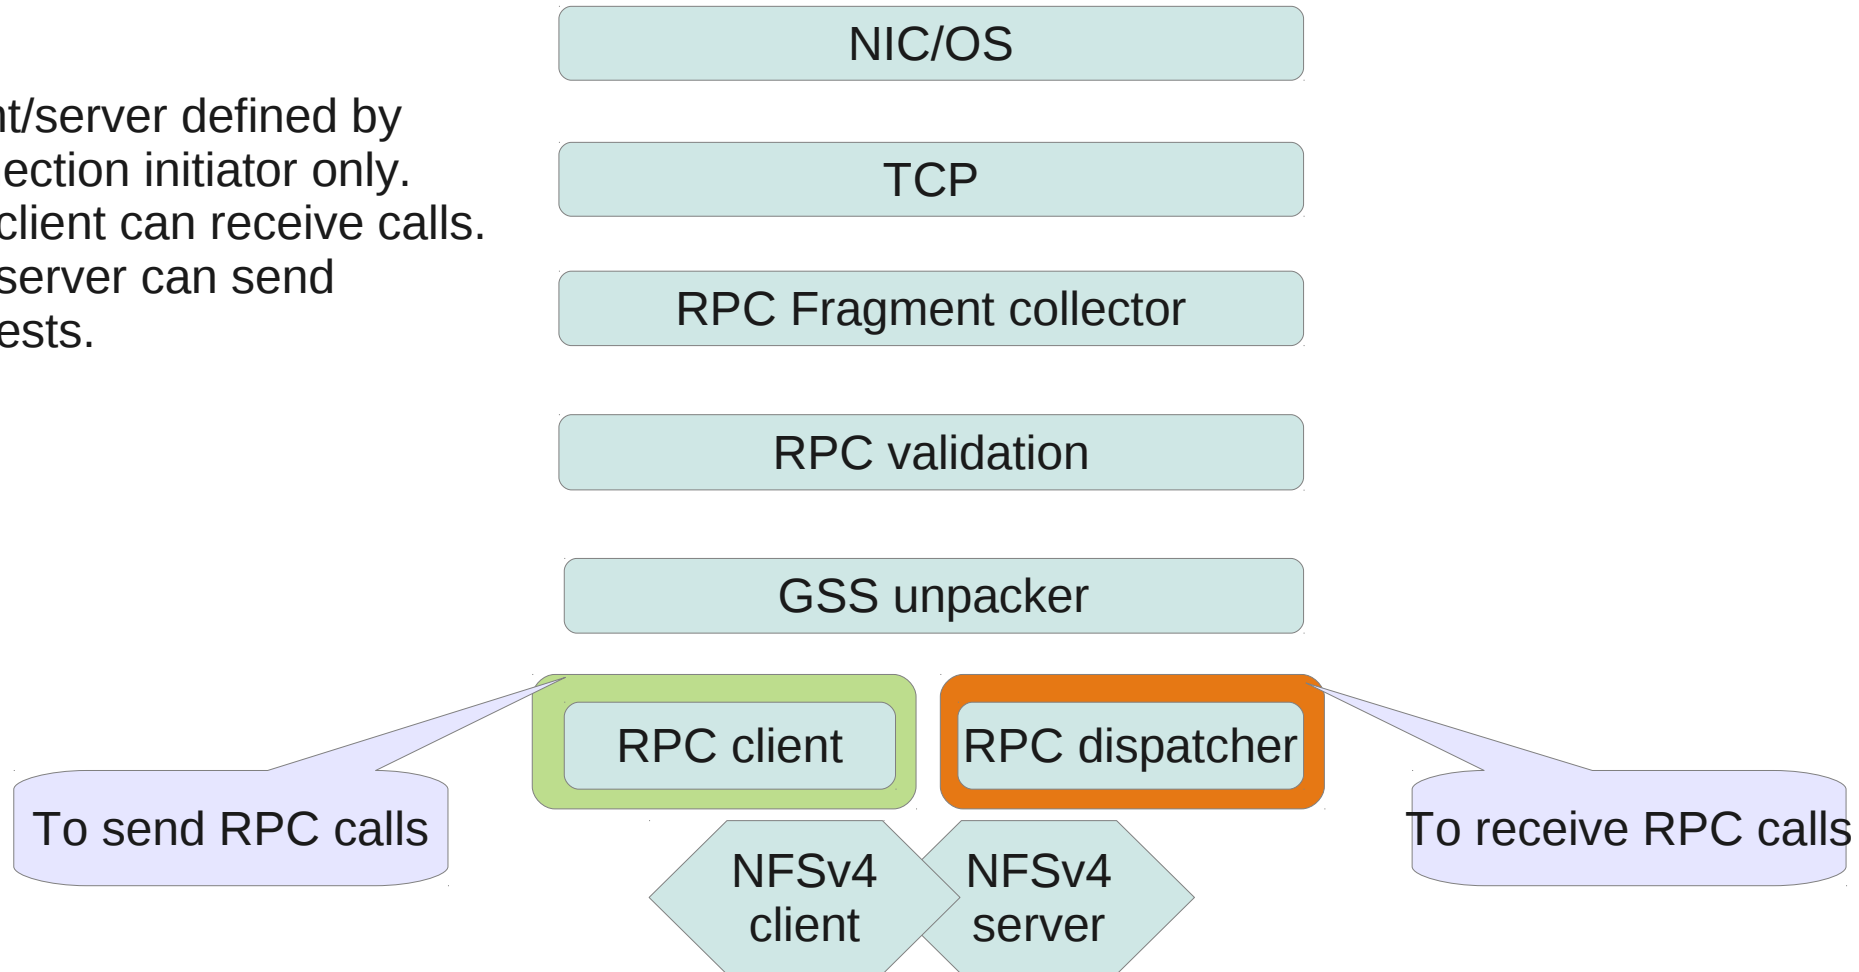 NIC/OS
nt/server defined by
ection initiator only.
client can receive calls.
server can send
ests.
TCP
RPC Fragment collector
RPC validation
GSS unpacker
RPC client
RPC dispatcher
To send RPC calls
To receive RPC calls
NFSv4
client
NFSv4
server